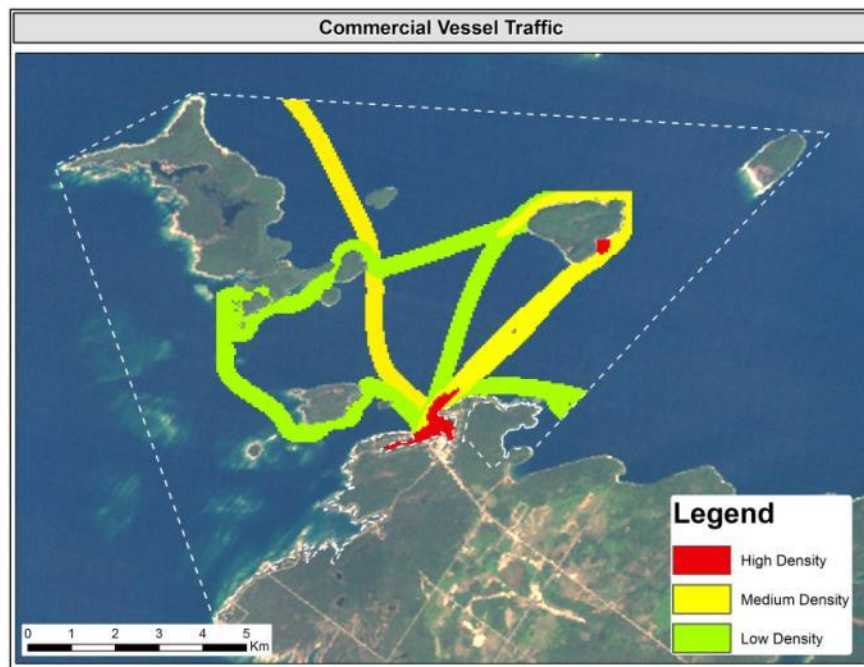 Commercial Vessel Traffic
Legend
High Density
Medium Density
Low Density
0 1 2 3 4 5
Km